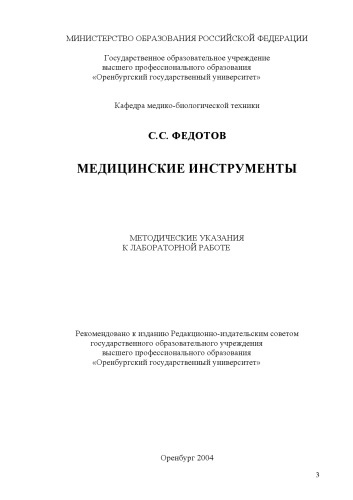 МИНИСТЕРСТВО ОБРАЗОВАНИЯ РОССИЙСКОЙ ФЕДЕРАЦИИ
Государственное образовательное учреждение
высшего профессионального образования
«Оренбургский государственный университет»
Кафедра медико-биологической техники
С.С. ФЕДОТОВ
МЕДИЦИНСКИЕ ИНСТРУМЕНТЫ
МЕТОДИЧЕСКИЕ УКАЗАНИЯ
К ЛАБОРАТОРНОЙ РАБОТЕ
Рекомендовано к изданию Редакционно-издательским советом
государственного образовательного учреждения
высшего профессионального образования
«Оренбургский государственный университет»
Оренбург 2004
3